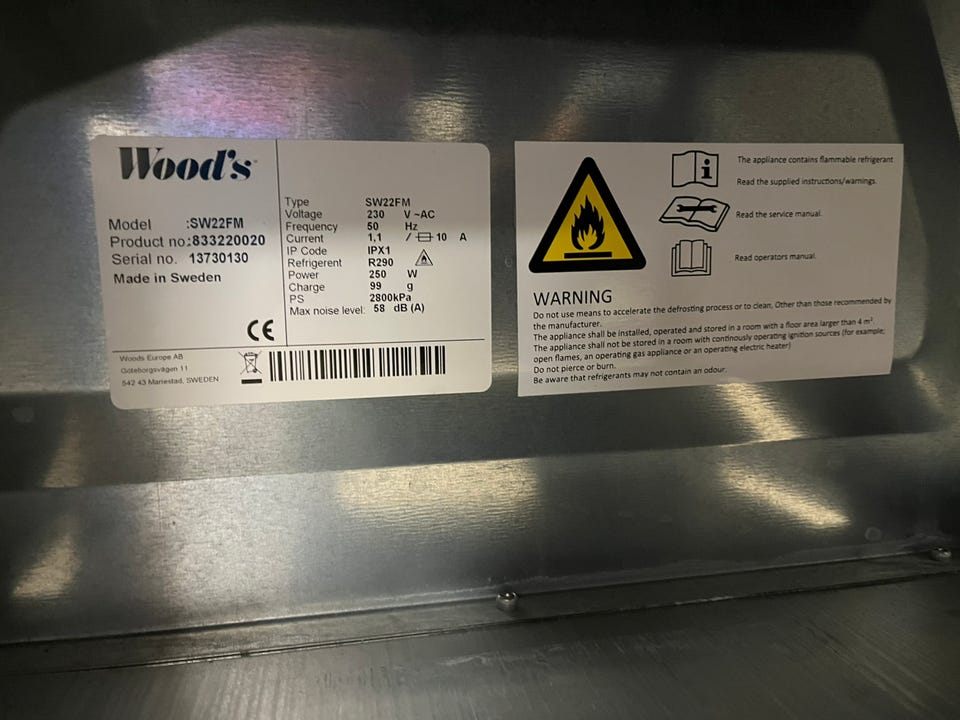 Wood's
Model :SW22FM
Product no:833220020
Serial no. 13730130
Made in Sweden
CE
Woods Europe AB
Göteborgsvägen 11
542 43 Mariestad, SWEDEN
Type SW22FM
Voltage 230 V ~AC
Frequency 50 Hz
Current 1,1 / 10 A
IP Code IPX1
Refrigerent R290
Power 250 W
Charge 99 g
PS 2800kPa
Max noise level: 58 dB (A)
The appliance contains flammable refrigerant
Read the supplied instructions/warnings.
Read the service manual.
Read operators manual.
WARNING
Do not use means to accelerate the defrosting process or to clean, Other than those recommended by
the manufacturer.
The appliance shall be installed, operated and stored in a room with a floor area larger than 4 m².
The appliance shall not be stored in a room with continously operating ignition sources (for example;
open flames, an operating gas appliance or an operating electric heater)
Do not pierce or burn.
Be aware that refrigerants may not contain an odour.